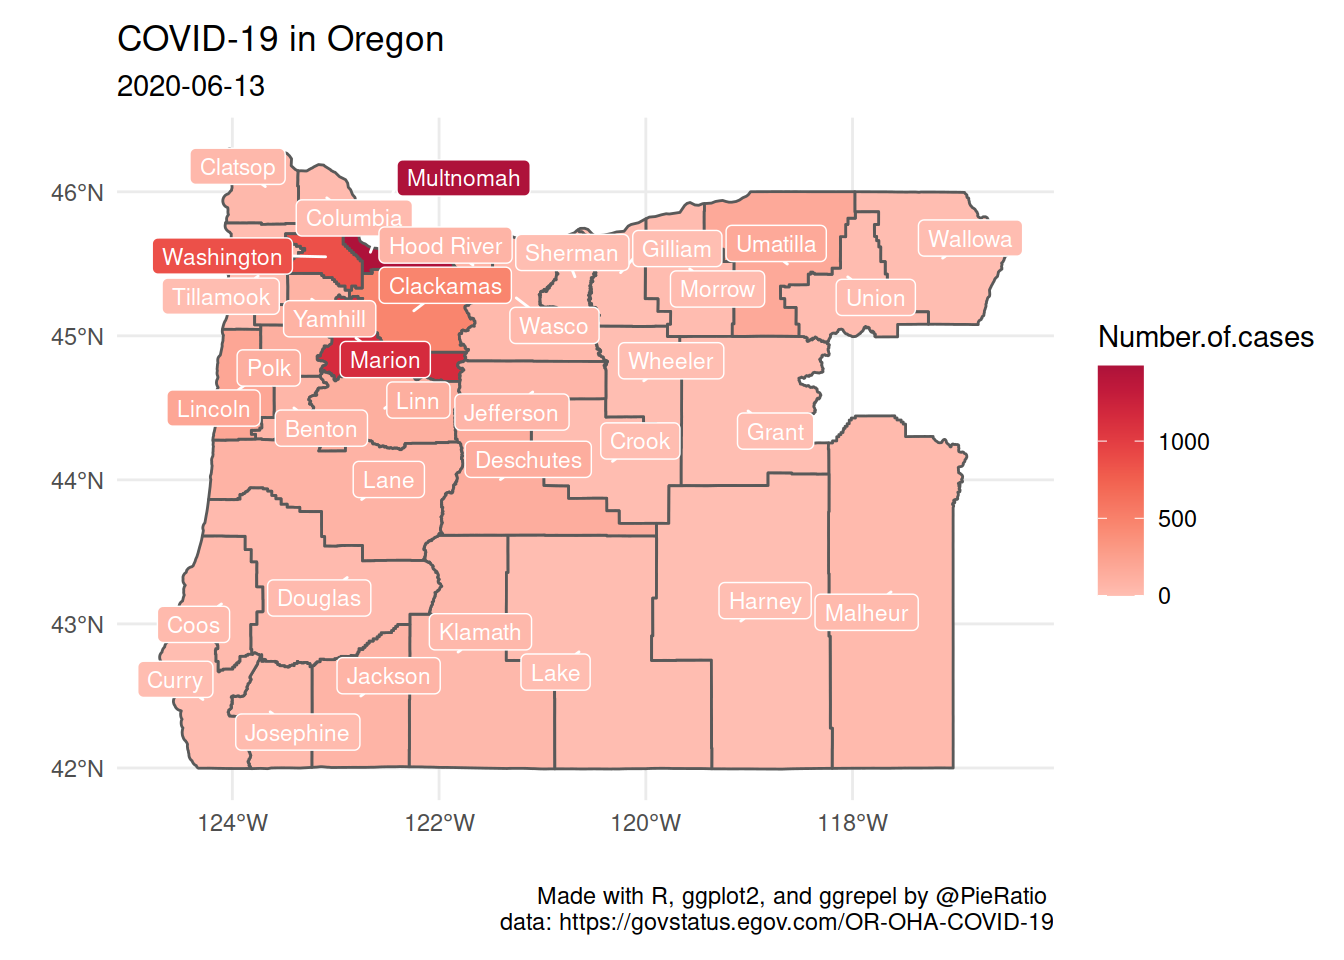 COVID-19 in Oregon
2020-06-13
Clatsop
Multnomah
46°N
Columbia
Hood River
Wallowa
Umatilla
Gilliam
Sherman
Washington
Clackamas
Morrow
Tillamook
Union
Yamhill
Wasco
45°N
Number.of.cases
Marion
Wheeler
Polk
Linn
Lincoln
Jefferson
Benton
Grant
Crook
1000
Deschutes
44°N
Lane
500
0
Douglas
Harney
Malheur
43°N
Coos
Klamath
Lake
Curry
Jackson
Josephine
42°N
124°W
122°W
120°W
118°W
Made with R, ggplot2, and ggrepel by @PieRatio
data: https://govstatus.egov.com/OR-OHA-COVID-19